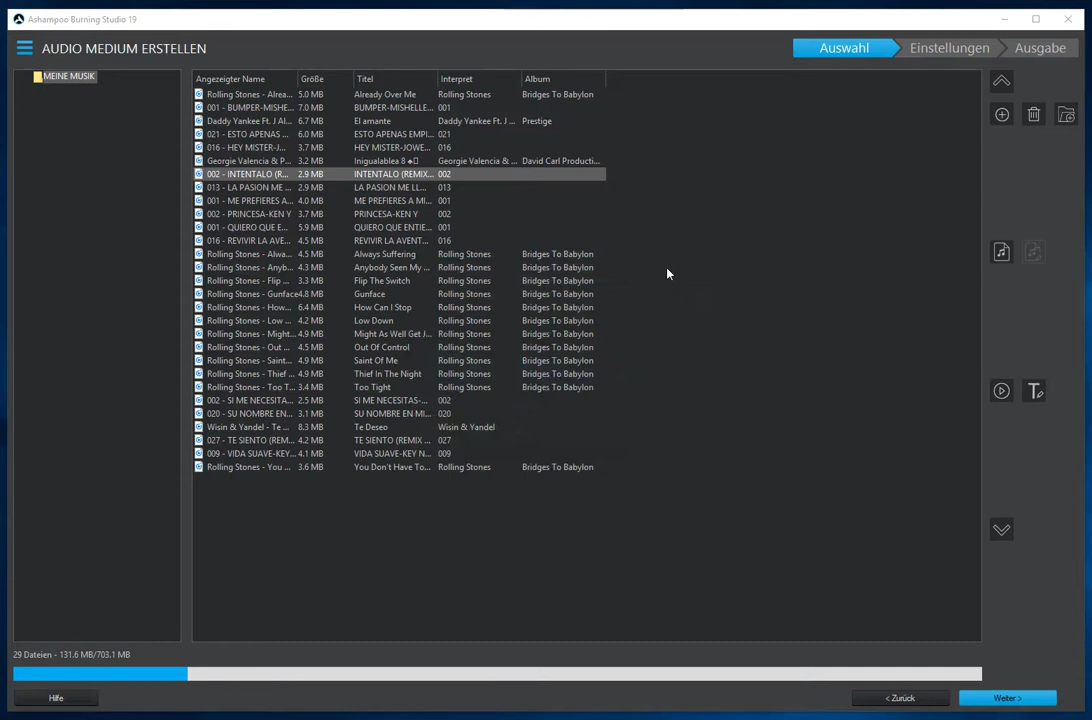 Ashampoo Burning Studio 19
AUDIO MEDIUM ERSTELLEN
Auswahl Einstellungen Ausgabe
MEINE MUSIK
Angezeigter Name Größe Titel Interpret Album
Rolling Stones - Alrea... 5.0 MB Already Over Me Rolling Stones Bridges To Babylon
001 - BUMPER-MISHE... 7.0 MB BUMPER-MISHELLE... 001
Daddy Yankee Ft. J Al... 6.7 MB El amante Daddy Yankee Ft. J ... Prestige
021 - ESTO APENAS ... 6.0 MB ESTO APENAS EMPI... 021
016 - HEY MISTER-J... 3.7 MB HEY MISTER-JOWE... 016
Georgie Valencia & P... 3.2 MB Inigualablea 8 Georgie Valencia & ... David Carl Producti...
002 - INTENTALO (R... 2.9 MB INTENTALO (REMIX... 002
013 - LA PASION ME ... 2.9 MB LA PASION ME LL... 013
001 - ME PREFIERES A ... 4.0 MB ME PREFIERES A MI... 001
002 - PRINCESA-KEN Y 3.7 MB PRINCESA-KEN Y 002
001 - QUIERO QUE E... 5.9 MB QUIERO QUE ENTIE... 001
016 - REVIVIR LA AVE... 4.5 MB REVIVIR LA AVENT... 016
Rolling Stones - Alwa... 4.5 MB Always Suffering Rolling Stones Bridges To Babylon
Rolling Stones - Anyb... 4.3 MB Anybody Seen My ... Rolling Stones Bridges To Babylon
Rolling Stones - Flip ... 3.3 MB Flip The Switch Rolling Stones Bridges To Babylon
Rolling Stones - Gunface 4.8 MB Gunface Rolling Stones Bridges To Babylon
Rolling Stones - How... 6.4 MB How Can I Stop Rolling Stones Bridges To Babylon
Rolling Stones - Low ... 4.2 MB Low Down Rolling Stones Bridges To Babylon
Rolling Stones - Might... 4.9 MB Might As Well Get J... Rolling Stones Bridges To Babylon
Rolling Stones - Out ... 4.5 MB Out Of Control Rolling Stones Bridges To Babylon
Rolling Stones - Saint... 4.9 MB Saint Of Me Rolling Stones Bridges To Babylon
Rolling Stones - Thief ... 4.9 MB Thief In The Night Rolling Stones Bridges To Babylon
Rolling Stones - Too T... 3.4 MB Too Tight Rolling Stones Bridges To Babylon
002 - SI ME NECESITA... 2.5 MB SI ME NECESITAS-... 002
020 - SU NOMBRE EN... 3.1 MB SU NOMBRE EN MI... 020
Wisin & Yandel - Te ... 8.3 MB Te Deseo Wisin & Yandel
027 - TE SIENTO (REM... 4.2 MB TE SIENTO (REMIX ... 027
009 - VIDA SUAVE-KEY... 4.1 MB VIDA SUAVE-KEY N... 009
Rolling Stones - You ... 3.6 MB You Don't Have To... Rolling Stones Bridges To Babylon
29 Dateien - 131.6 MB/703.1 MB
Hilfe < Zurück Weiter >